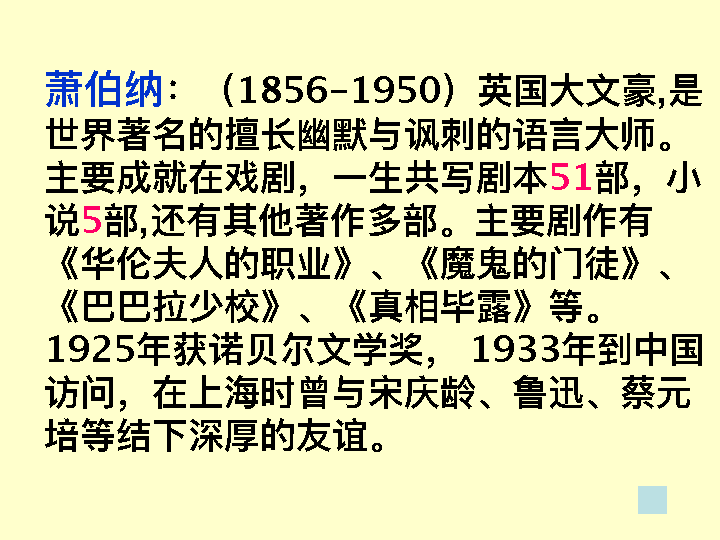 萧伯纳：（1856-1950）英国大文豪,是
世界著名的擅长幽默与讽刺的语言大师。
主要成就在戏剧，一生共写剧本51部，小
说5部,还有其他著作多部。主要剧作有
《华伦夫人的职业》、《魔鬼的门徒》、
《巴巴拉少校》、《真相毕露》等。
1925年获诺贝尔文学奖， 1933年到中国
访问，在上海时曾与宋庆龄、鲁迅、蔡元
培等结下深厚的友谊。